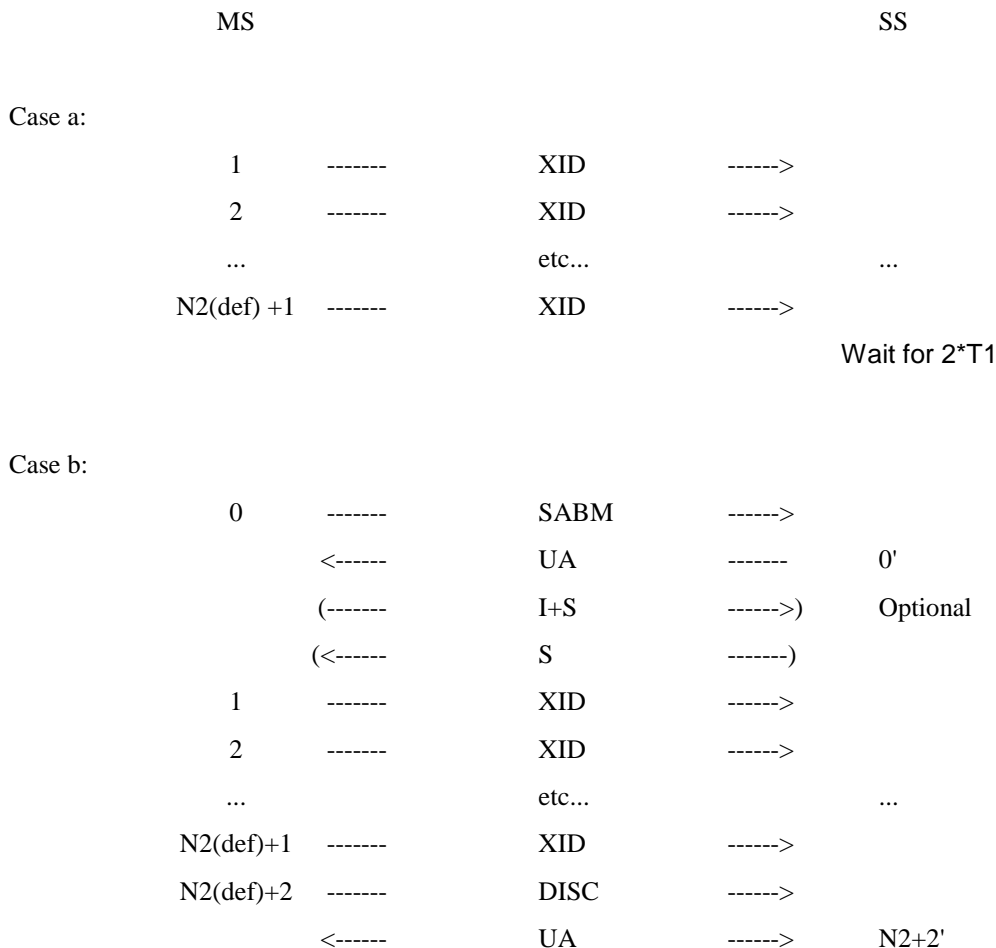 MS SS
Case a:
1 ------- XID ------>
2 ------- XID ------>
... etc... ...
N2(def) +1 ------- XID ------>
Wait for 2*T1
Case b:
0 ------- SABM ------>
<------ UA ------- 0'
(------- I+S ------>) Optional
(<------ S -------)
1 ------- XID ------>
2 ------- XID ------>
... etc... ...
N2(def)+1 ------- XID ------>
N2(def)+2 ------- DISC ------>
<------ UA ------> N2+2'